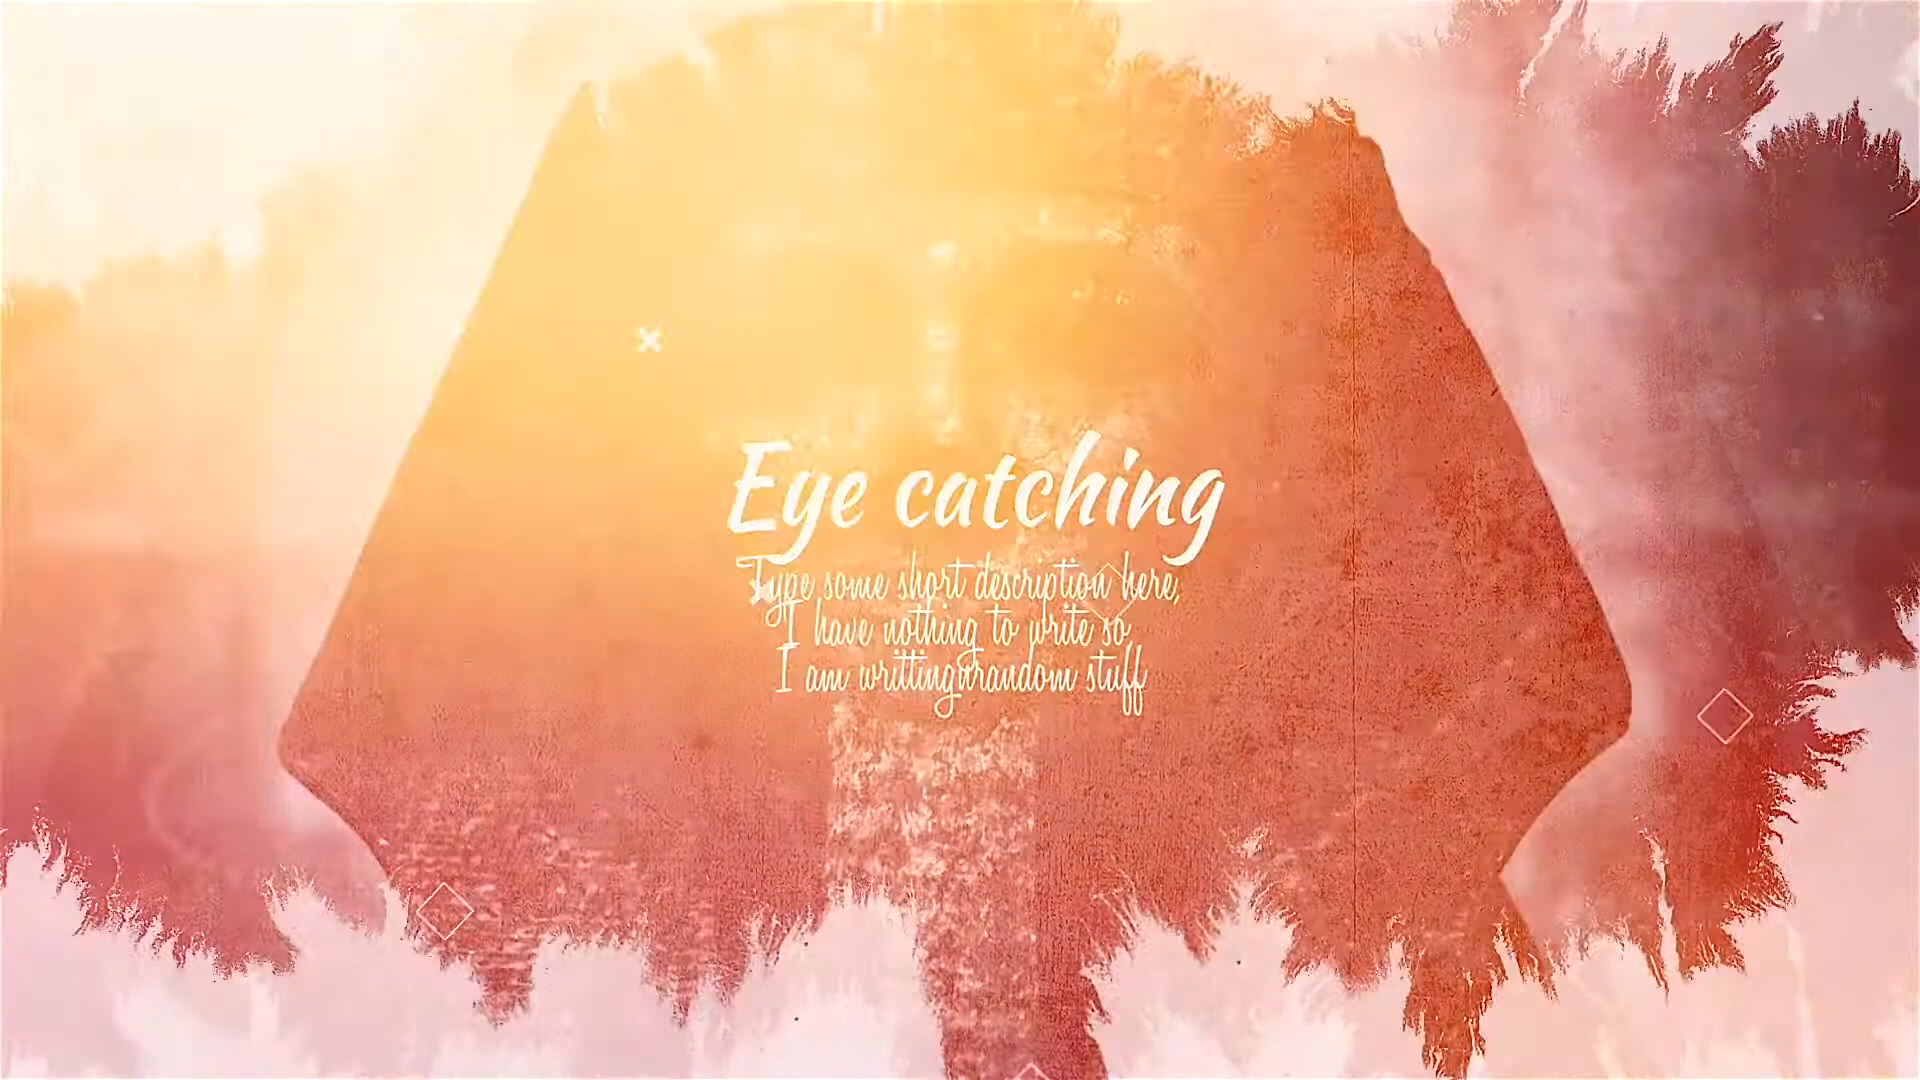 Eye catching
Type some short description here,
I have nothing to write so
I am writting random stuff